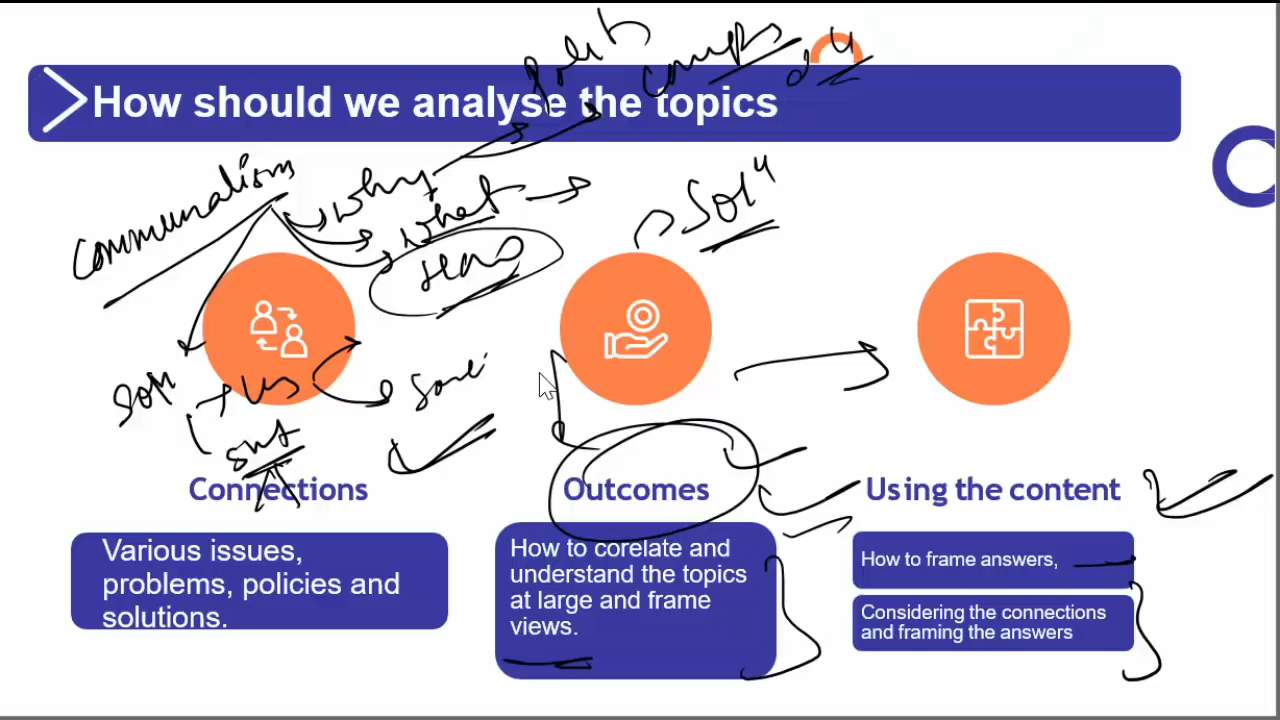 How should we analyse the topics
communalism
why
what
Sol"
Connections
Outcomes
Using the content
Various issues,
problems, policies and
solutions.
How to corelate and
understand the topics
at large and frame
views.
How to frame answers,
Considering the connections
and framing the answers